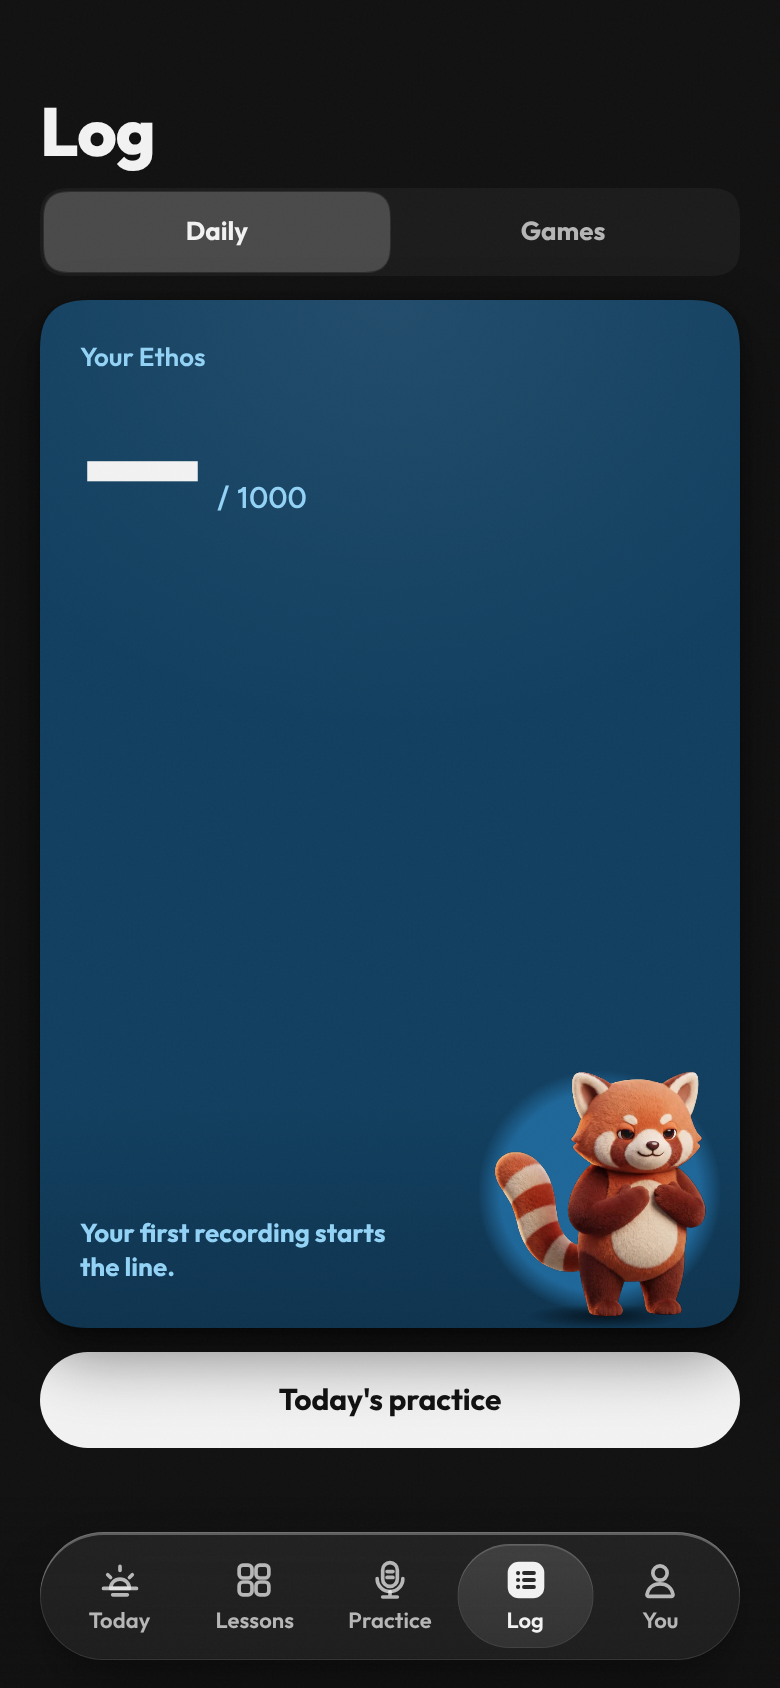 Log
Daily
Games
Your Ethos
— / 1000
Your first recording starts
the line.
Today's practice
Today
Lessons
Practice
Log
You